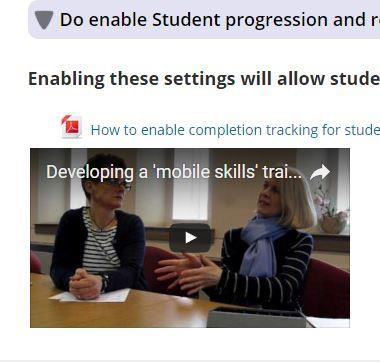 Do enable Student progression and r
Enabling these settings will allow stude
How to enable completion tracking for stude
Developing a 'mobile skills' trai...